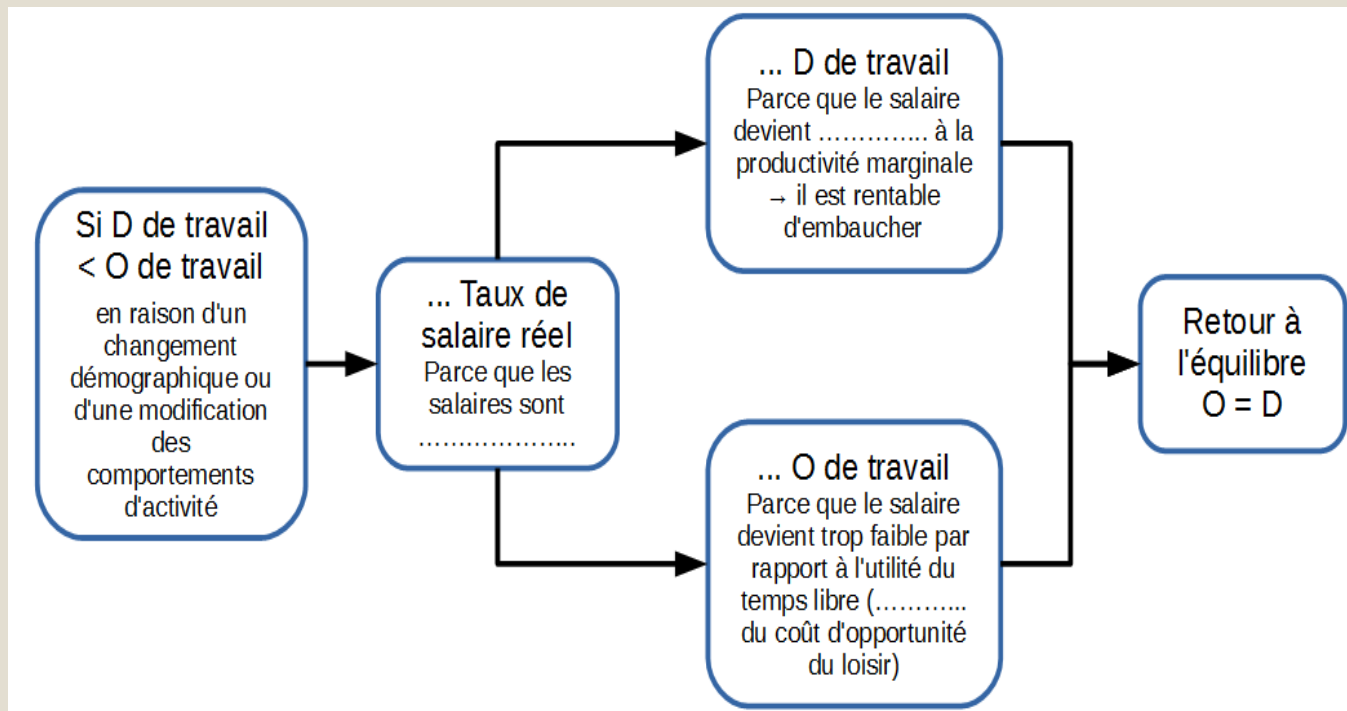 Si D de travail
< O de travail
en raison d'un
changement
démographique ou
d'une modification
des
comportements
d'activité
... Taux de
salaire réel
Parce que les
salaires sont
………………..
... D de travail
Parce que le salaire
devient ………….. à la
productivité marginale
→ il est rentable
d'embaucher
... O de travail
Parce que le salaire
devient trop faible par
rapport à l'utilité du
temps libre (………...
du coût d'opportunité
du loisir)
Retour à
l'équilibre
O = D